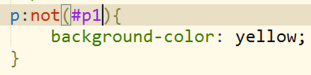 p:not(#p1){
    background-color: yellow;
}